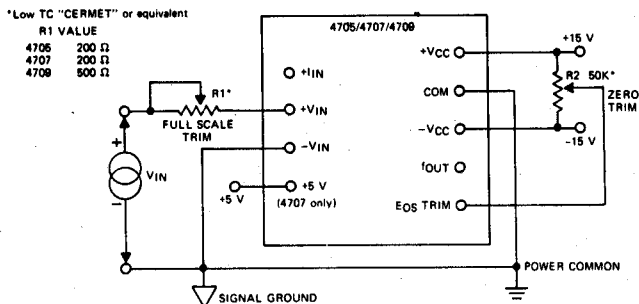 *Low TC "CERMET" or equivalent
R1 VALUE
4705 200 Ω
4707 200 Ω
4709 500 Ω
4705/4707/4709
+IIN
+VIN
-VIN
+5 V
(4707 only)
+5 V
R1*
FULL SCALE
TRIM
+
VIN
-
+VCC
COM
-VCC
fOUT
EOS TRIM
+15 V
R2 50K*
ZERO
TRIM
-15 V
POWER COMMON
SIGNAL GROUND